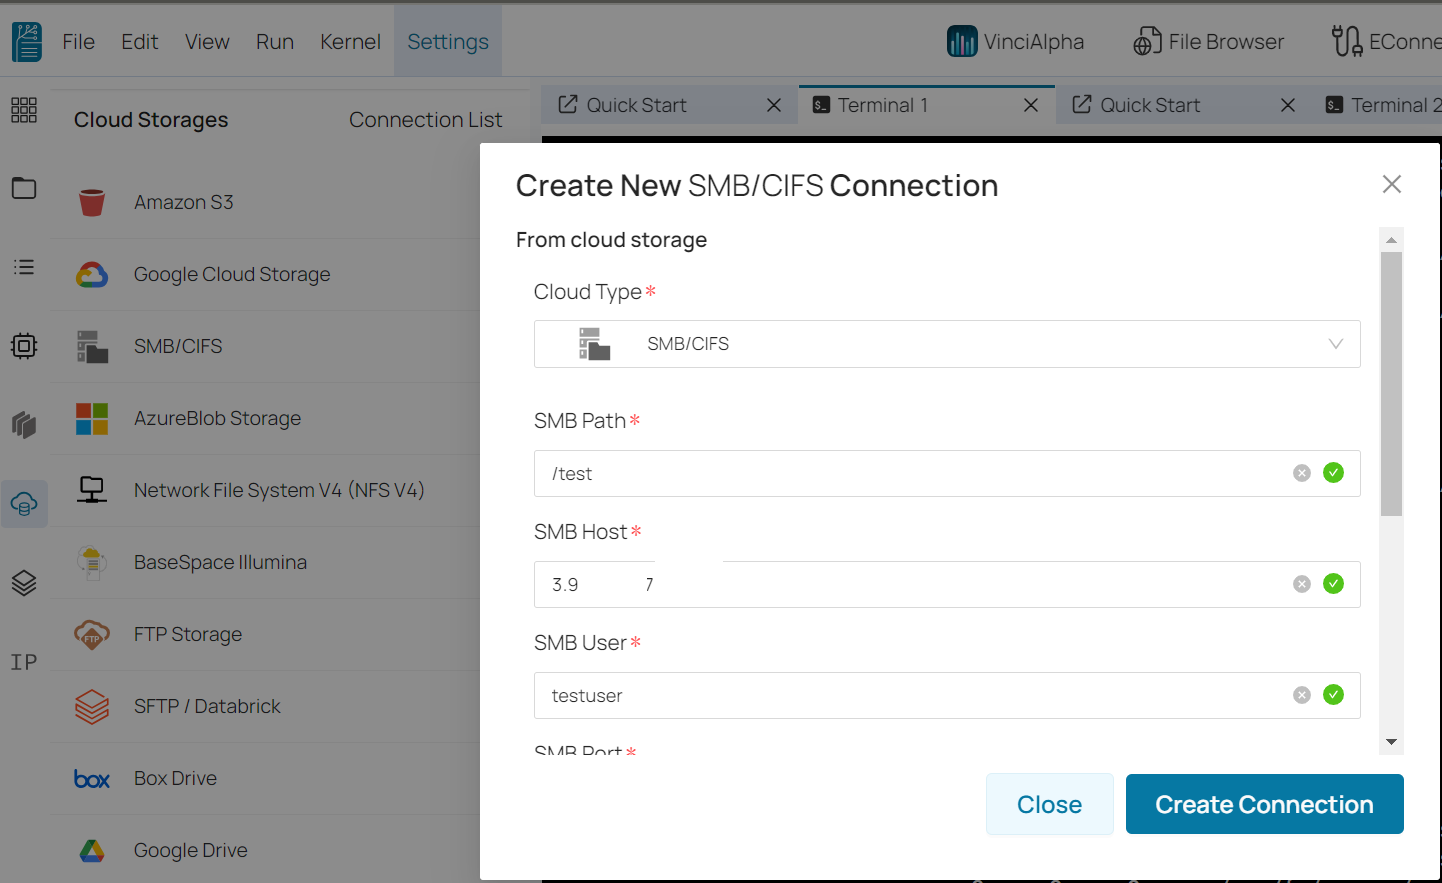 File Edit View Run Kernel Settings VinciAlpha File Browser EConne
Cloud Storages Connection List
Quick Start Terminal 1 Quick Start Terminal 2
Create New SMB/CIFS Connection
From cloud storage
Amazon S3
Google Cloud Storage
SMB/CIFS
AzureBlob Storage
Network File System V4 (NFS V4)
BaseSpace Illumina
FTP
FTP Storage
SFTP / Databrick
box Box Drive
Google Drive
IP
Cloud Type*
SMB/CIFS
SMB Path*
/test
SMB Host*
3.9 7
SMB User*
testuser
SMB Port*
Close Create Connection